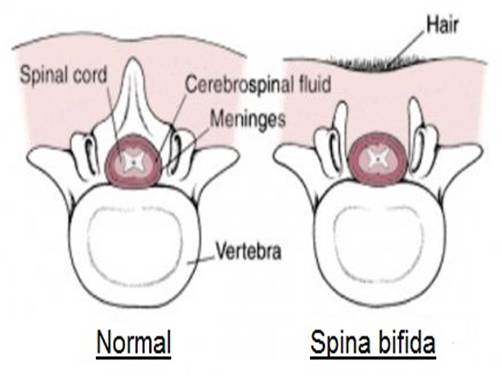 Hair
Spinal cord
Cerebrospinal fluid
Meninges
Vertebra
Normal
Spina bifida